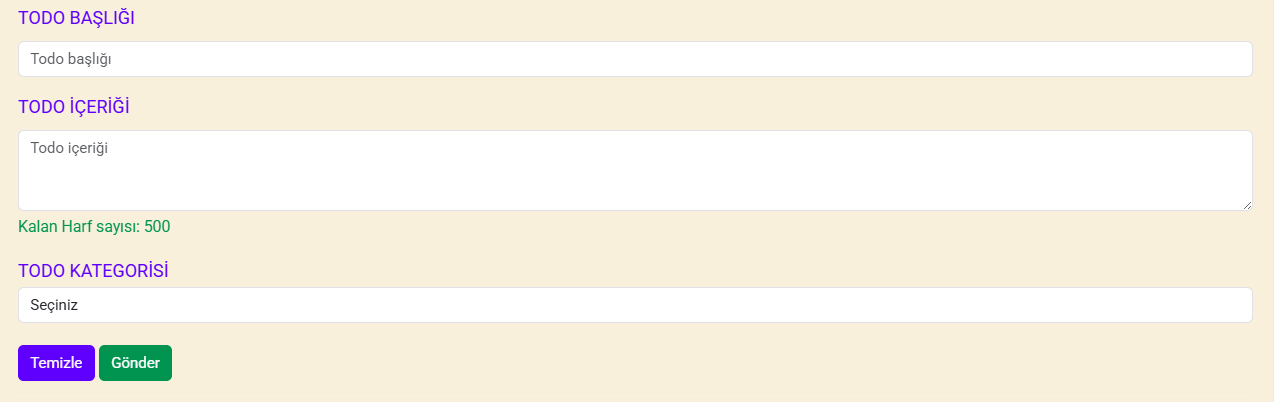 TODO BAŞLIĞI
Todo başlığı
TODO İÇERİĞİ
Todo içeriği
Kalan Harf sayısı: 500
TODO KATEGORİSİ
Seçiniz
Temizle Gönder